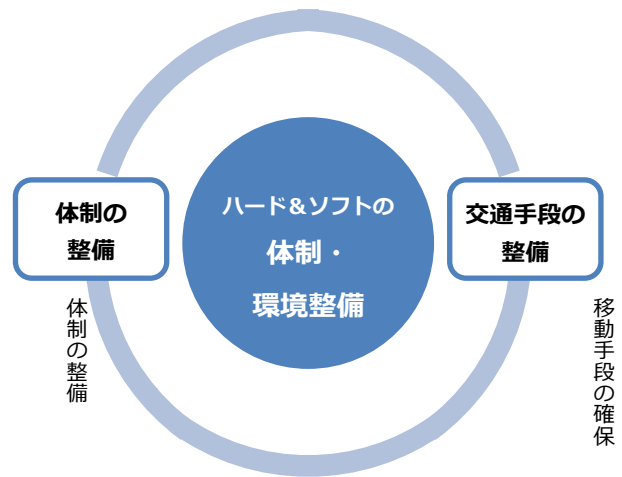 体制の
整備
ハード&ソフトの
体制・
環境整備
交通手段の
整備
体制の整備
移動手段の確保